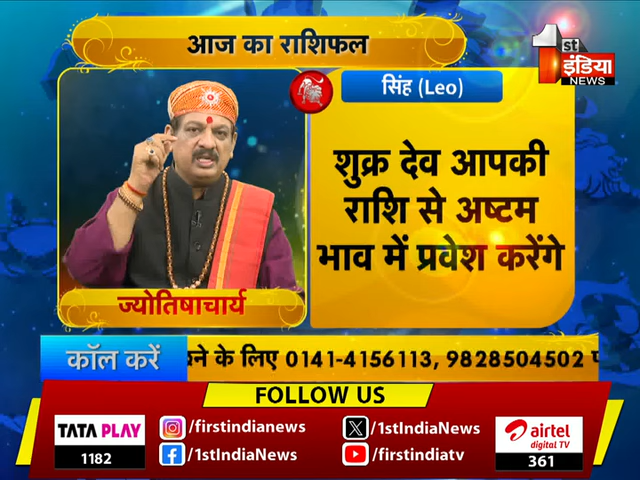 आज का राशिफल
1st
इंडिया
NEWS
सिंह (Leo)
शुक्र देव आपकी
राशि से अष्टम
भाव में प्रवेश करेंगे
ज्योतिषाचार्य
कॉल करें
के लिए 0141-4156113, 9828504502
FOLLOW US
TATA PLAY
1182
/firstindianews
/1stIndiaNews
/1stIndiaNews
/firstindiatv
airtel
digital TV
361